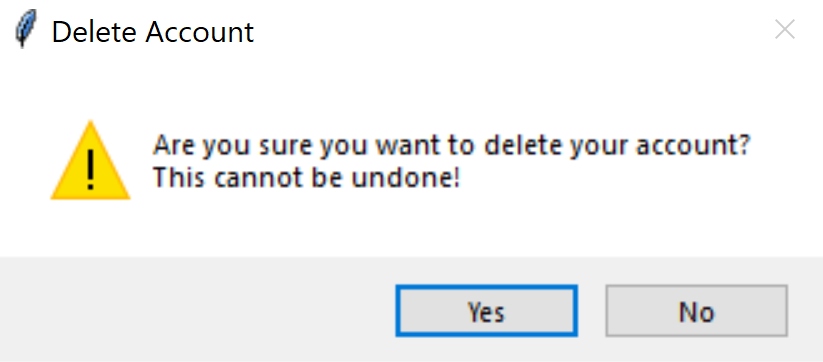 Delete Account
Are you sure you want to delete your account?
This cannot be undone!
Yes
No